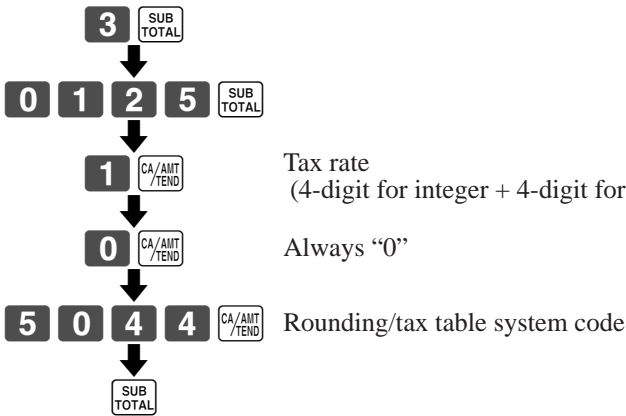 3 SUB TOTAL
0 1 2 5 SUB TOTAL
1 CA/AMT /TEND Tax rate
(4-digit for integer + 4-digit for
0 CA/AMT /TEND Always “0”
5 0 4 4 CA/AMT /TEND Rounding/tax table system code
SUB TOTAL